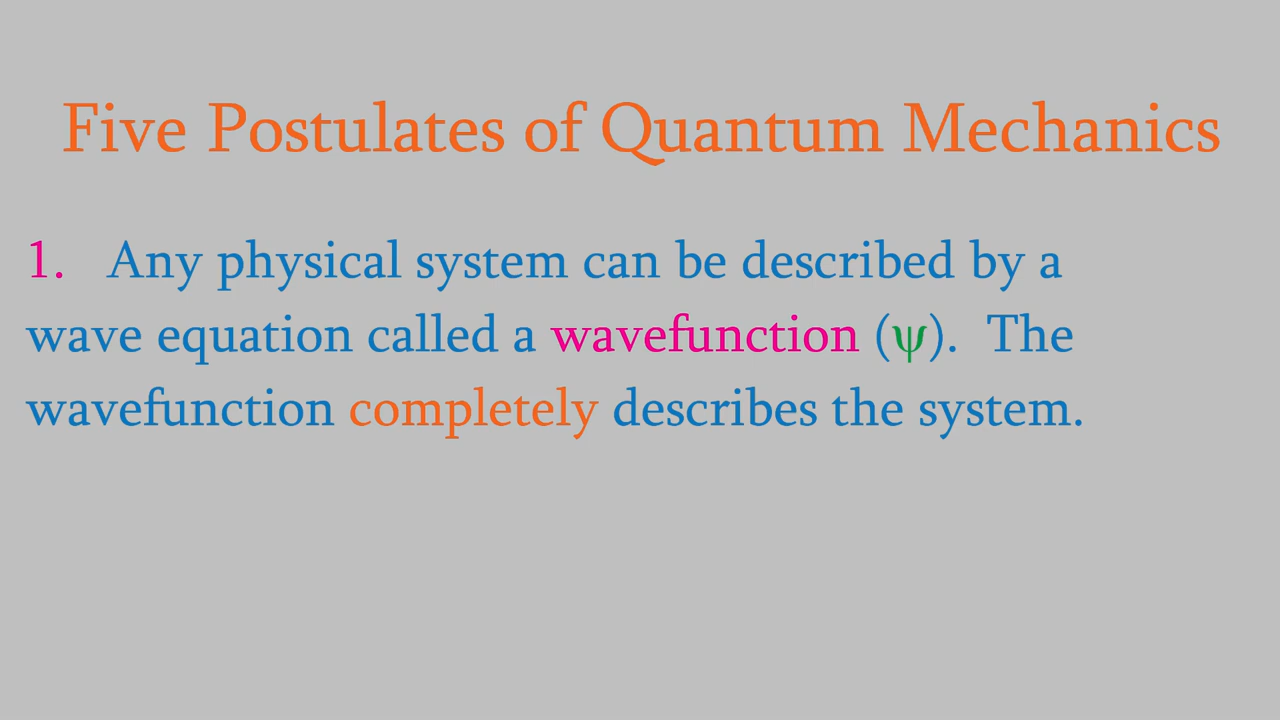 Five Postulates of Quantum Mechanics
1. Any physical system can be described by a
wave equation called a wavefunction (ψ). The
wavefunction completely describes the system.